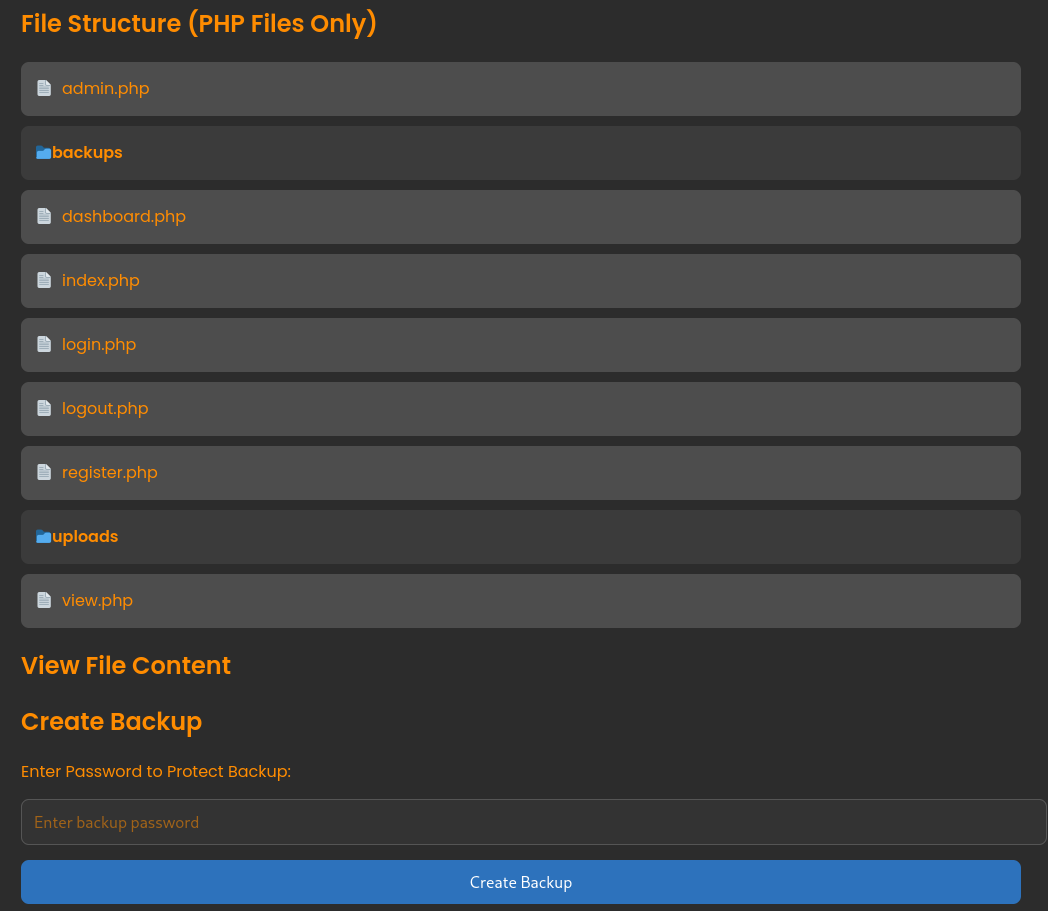 File Structure (PHP Files Only)
admin.php
backups
dashboard.php
index.php
login.php
logout.php
register.php
uploads
view.php
View File Content
Create Backup
Enter Password to Protect Backup:
Enter backup password
Create Backup